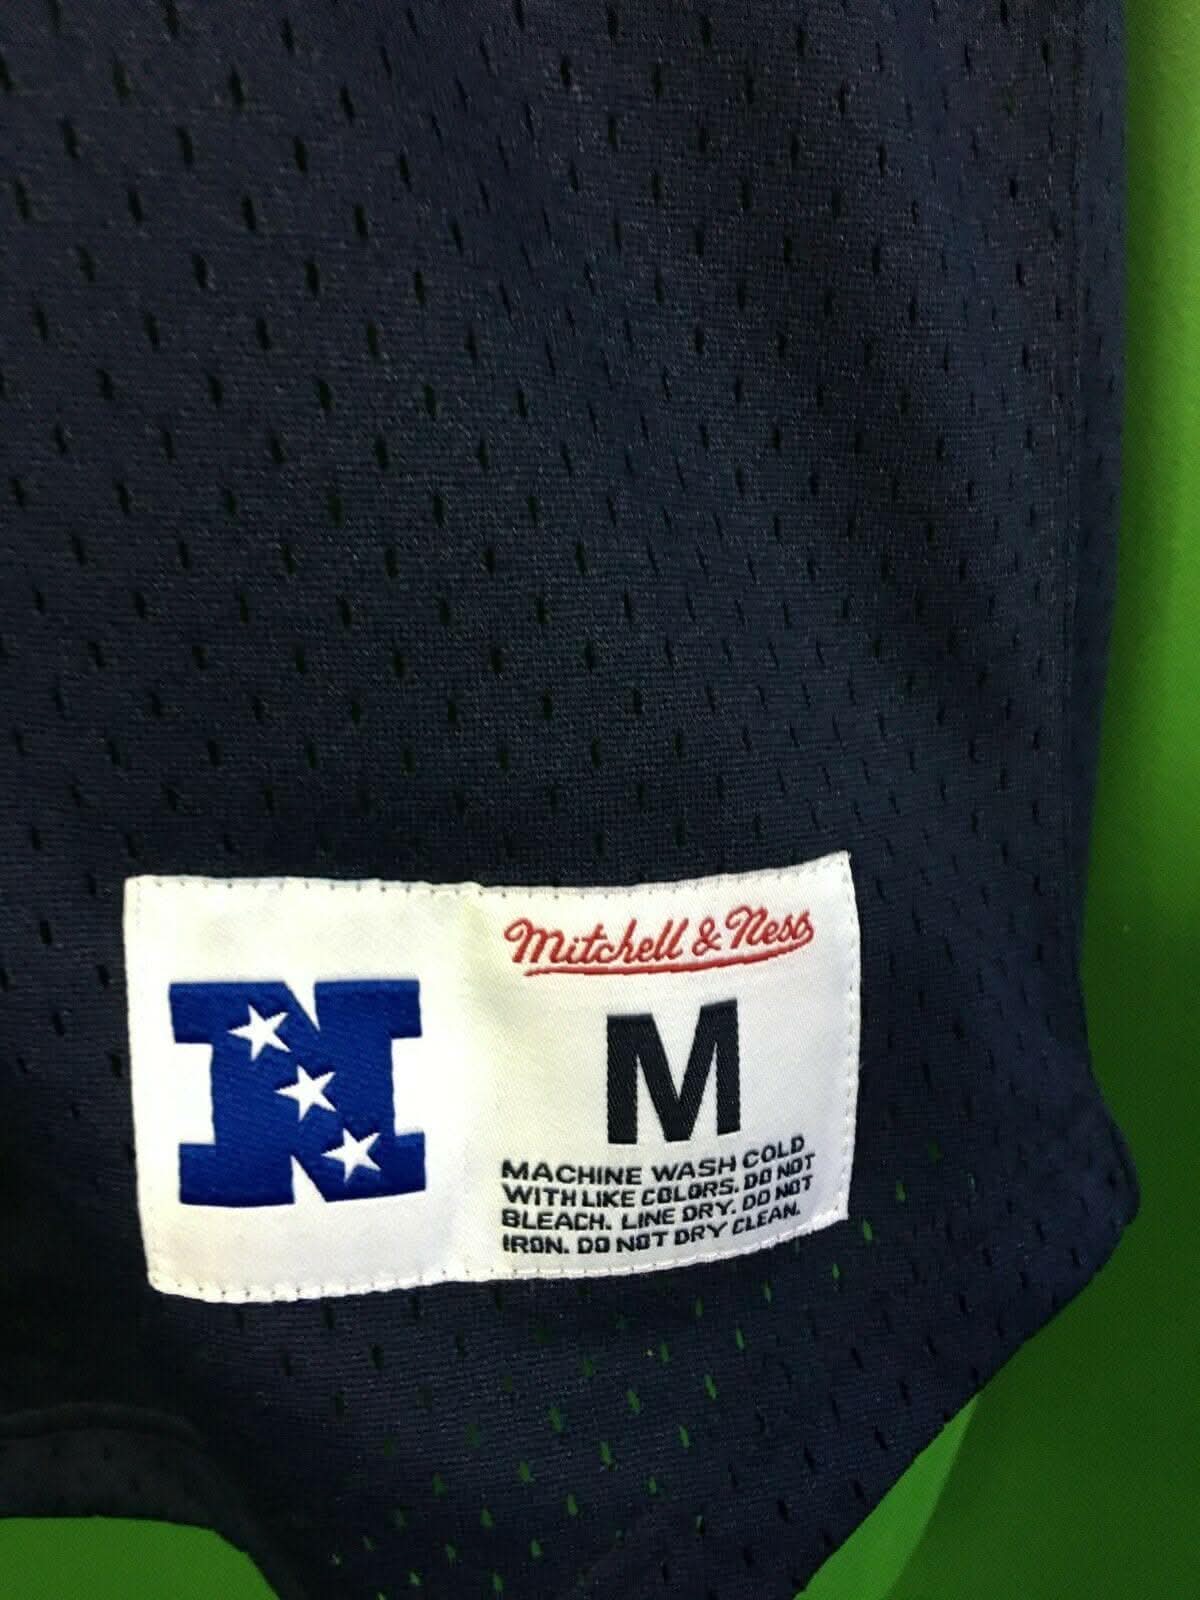 Mitchell & Ness
N
M
MACHINE WASH COLD
WITH LIKE COLORS. DO NOT
BLEACH. LINE DRY. DO NOT
IRON. DO NOT DRY CLEAN.